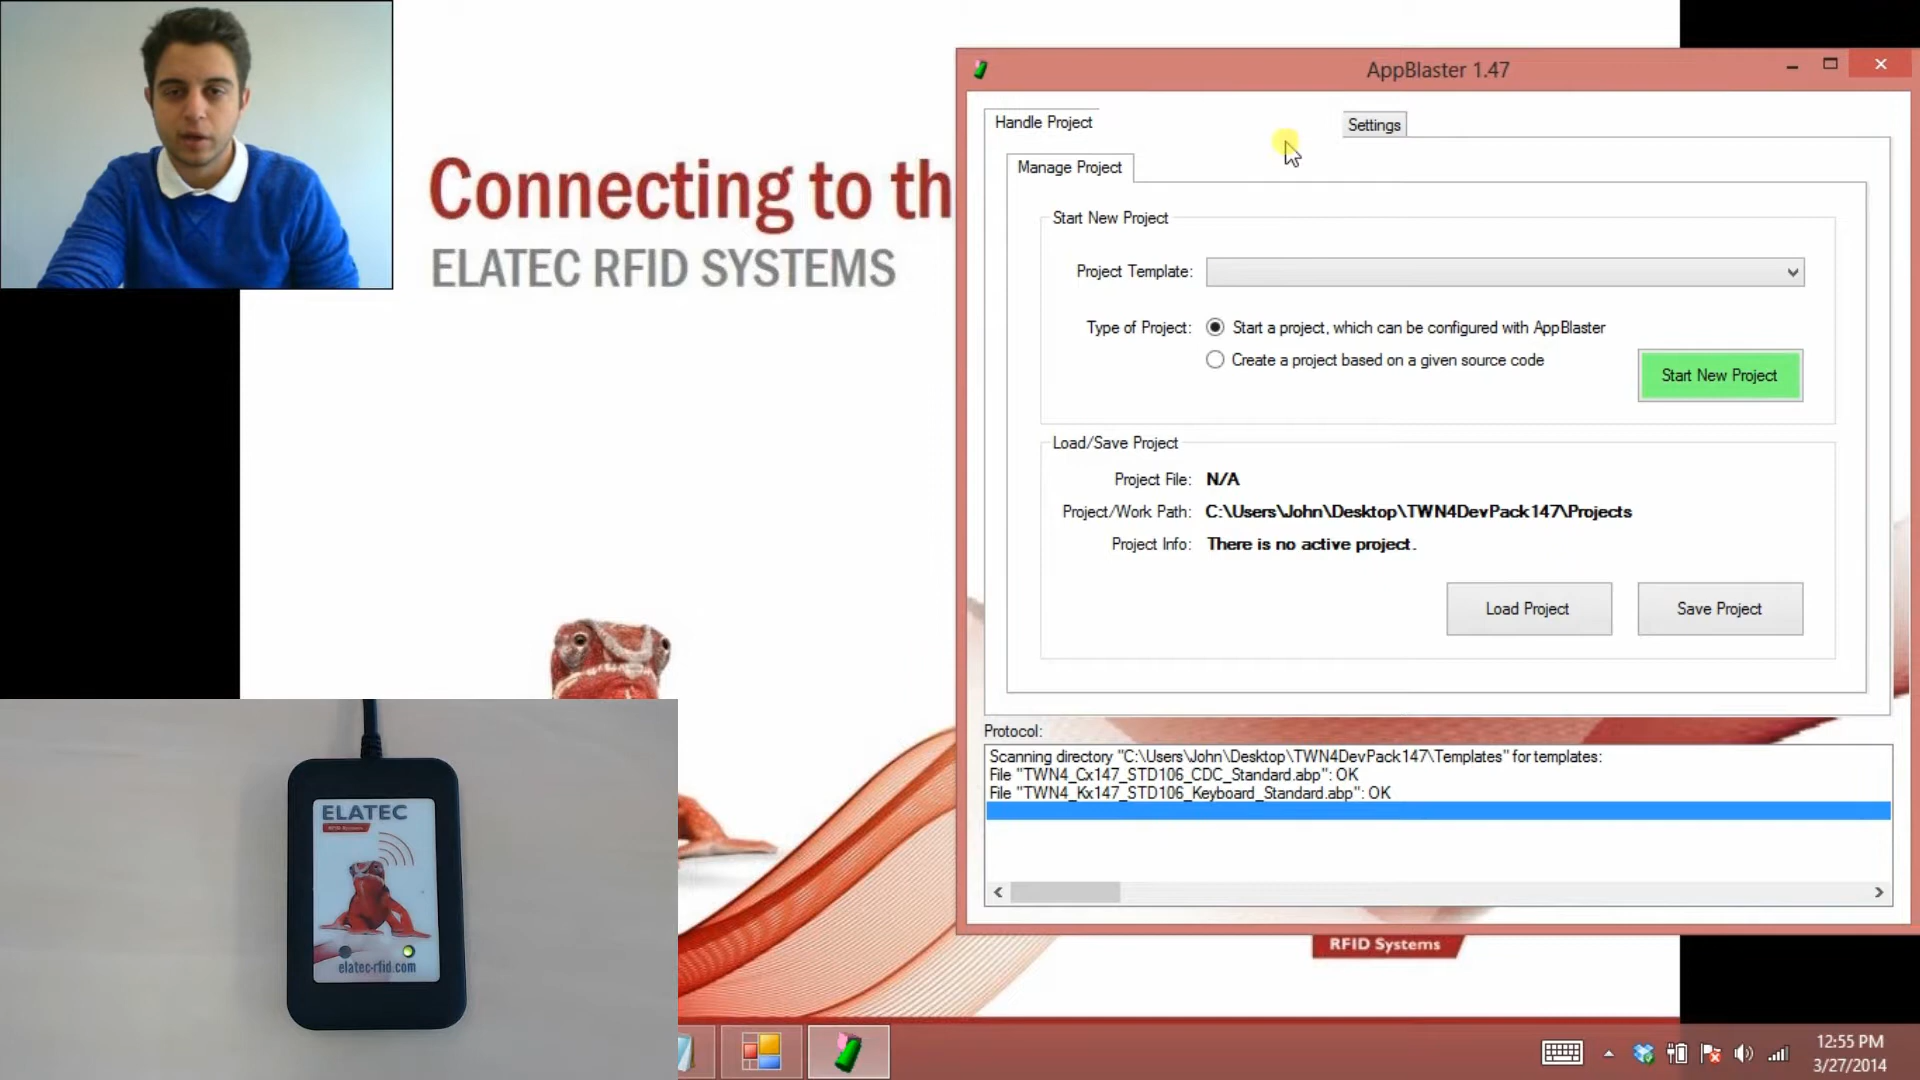 Connecting to th
ELATEC RFID SYSTEMS
AppBlaster 1.47
Handle Project
Settings
Manage Project
Start New Project
Project Template:
Type of Project:
Start a project, which can be configured with AppBlaster
Create a project based on a given source code
Start New Project
Load/Save Project
Project File: N/A
Project/Work Path: C:\Users\John\Desktop\TWN4DevPack147\Projects
Project Info: There is no active project.
Load Project
Save Project
Protocol:
Scanning directory "C:\Users\John\Desktop\TWN4DevPack147\Templates" for templates:
File "TWN4_Cx147_STD106_CDC_Standard.abp": OK
File "TWN4_Kx147_STD106_Keyboard_Standard.abp": OK
RFID Systems
ELATEC
RFID Systems
elatec-rfid.com
12:55 PM
3/27/2014